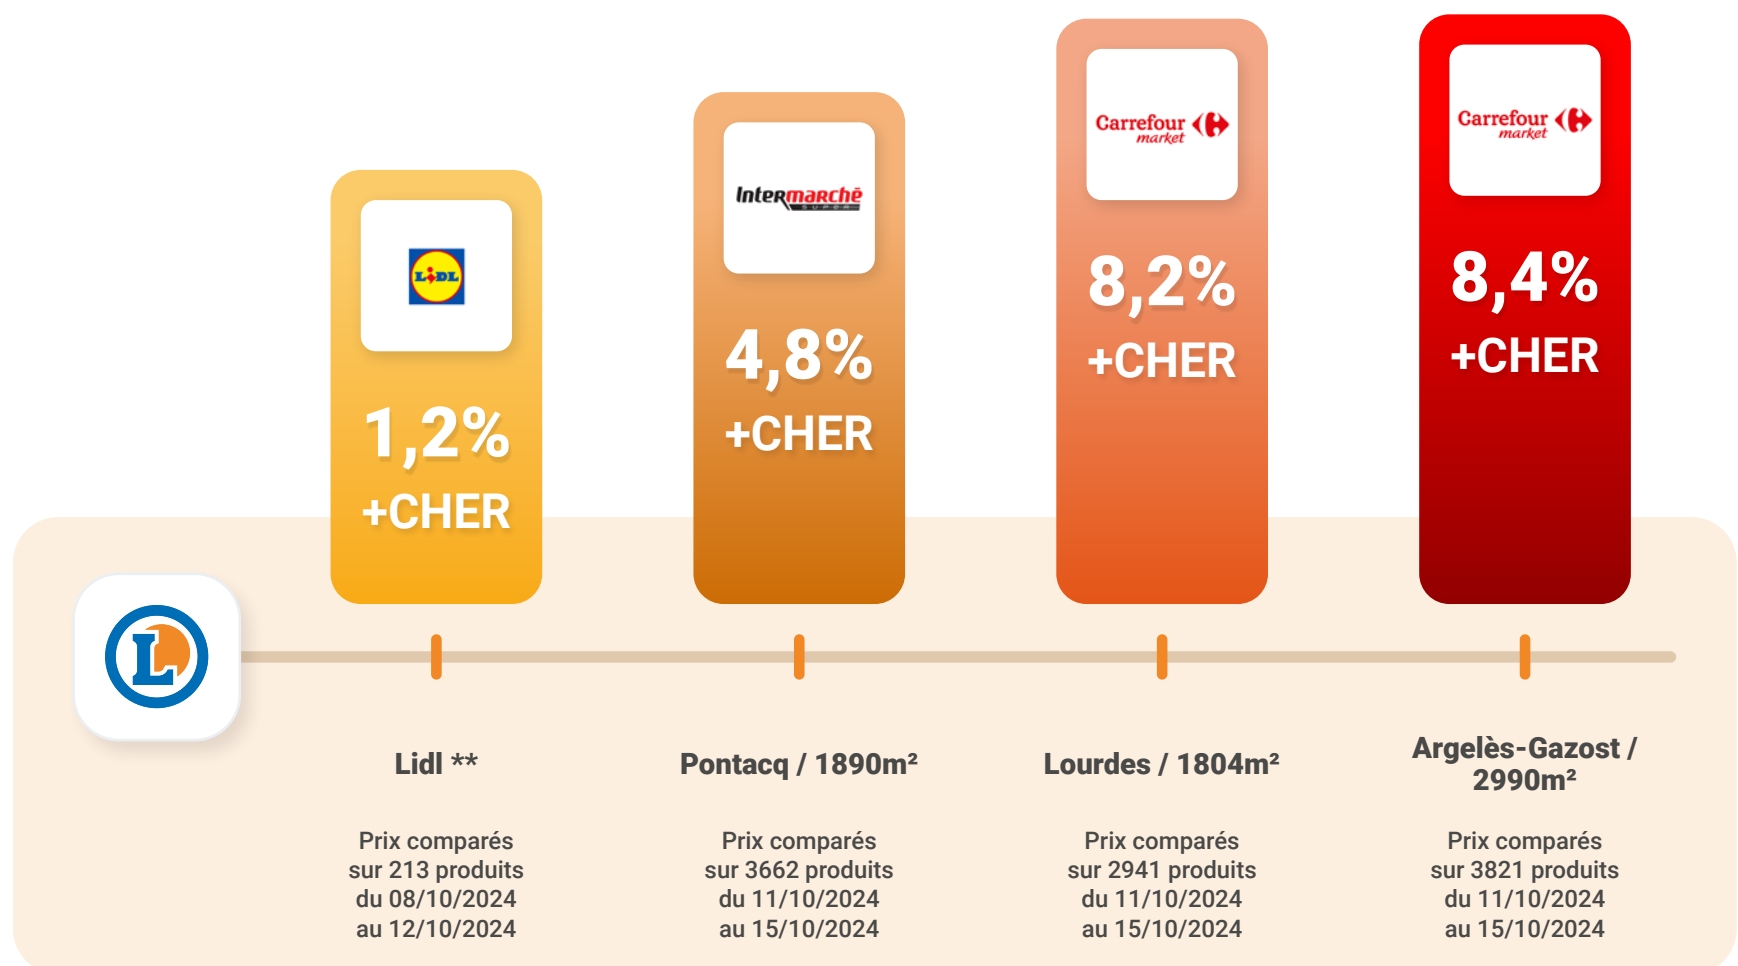 LiDL
1,2%
+CHER
Intermarchē
SUPER
4,8%
+CHER
Carrefour
market
8,2%
+CHER
Carrefour
market
8,4%
+CHER
L
Lidl **
Prix comparés
sur 213 produits
du 08/10/2024
au 12/10/2024
Pontacq / 1890m²
Prix comparés
sur 3662 produits
du 11/10/2024
au 15/10/2024
Lourdes / 1804m²
Prix comparés
sur 2941 produits
du 11/10/2024
au 15/10/2024
Argelès-Gazost /
2990m²
Prix comparés
sur 3821 produits
du 11/10/2024
au 15/10/2024